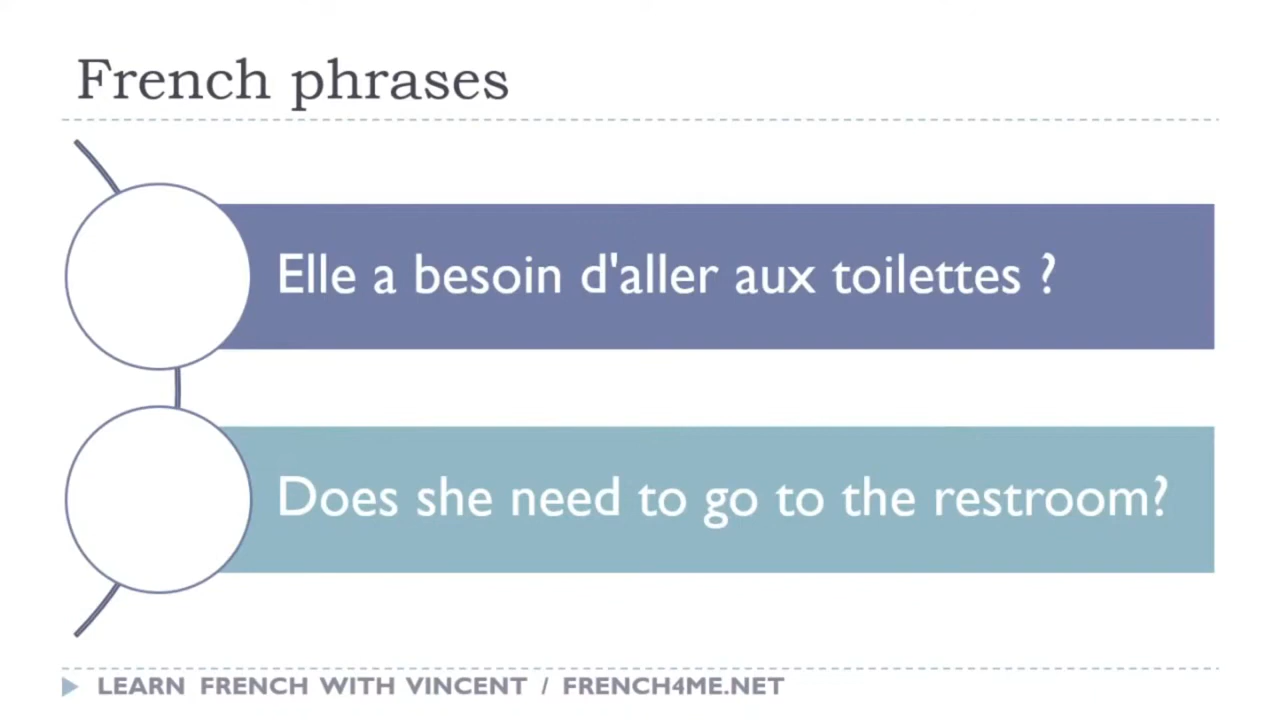 French phrases
Elle a besoin d'aller aux toilettes ?
Does she need to go to the restroom?
LEARN FRENCH WITH VINCENT / FRENCH4ME.NET